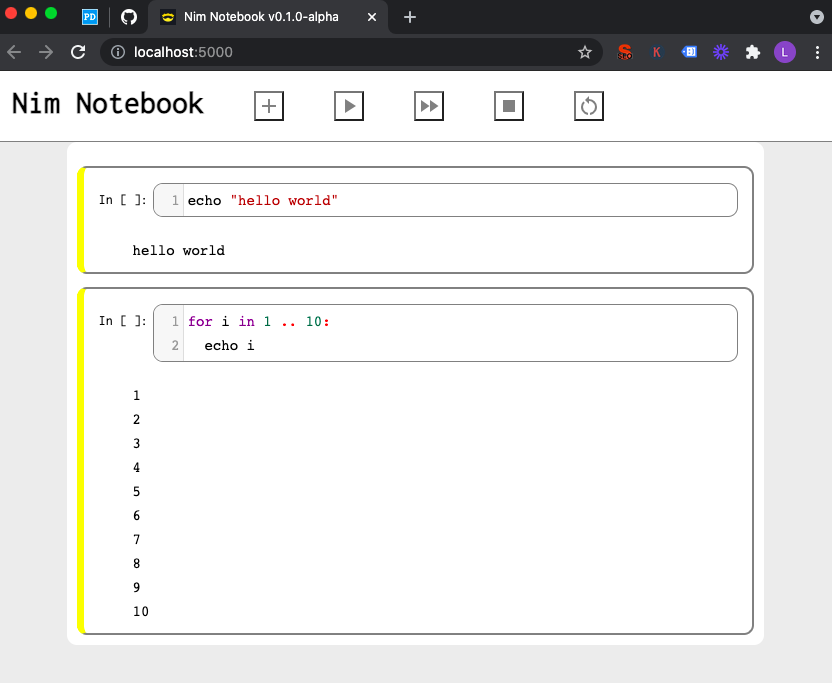 PD
Nim Notebook v0.1.0-alpha
localhost:5000
K
L
Nim Notebook
In [ ]:
1 echo "hello world"
hello world
In [ ]:
1 for i in 1 .. 10:
2 echo i
1
2
3
4
5
6
7
8
9
10